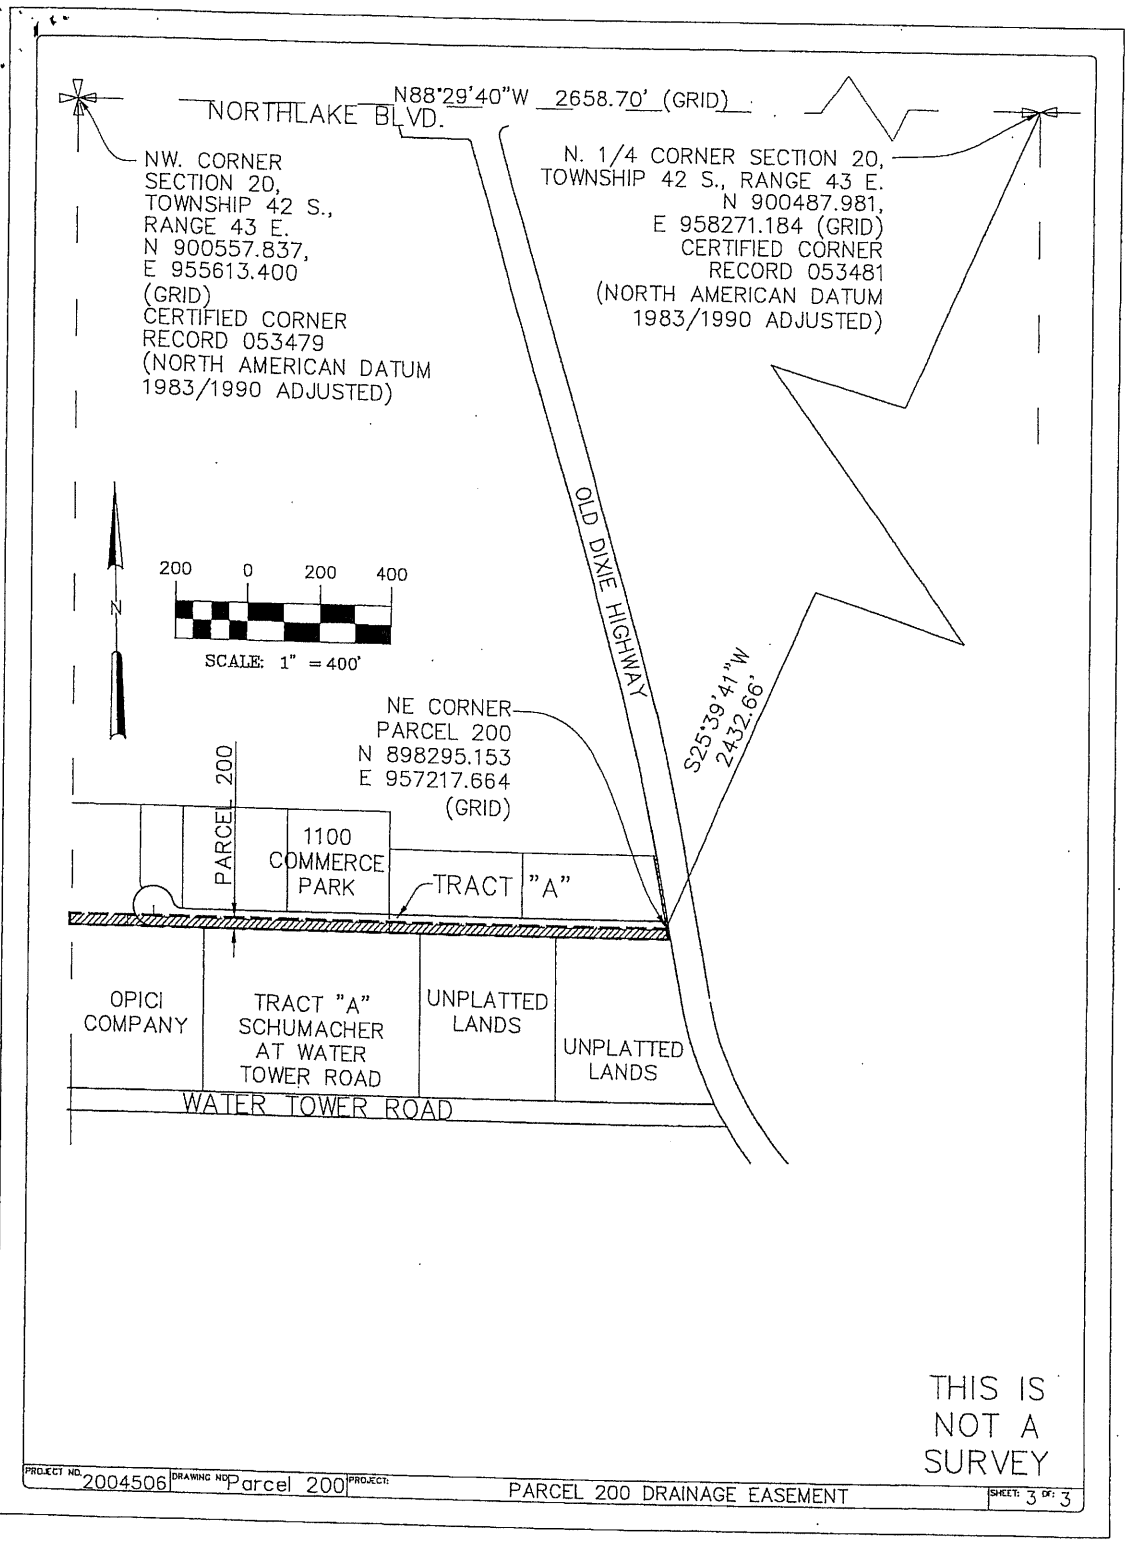 N88°29'40"W 2658.70' (GRID)
NORTHLAKE BLVD.
NW. CORNER
SECTION 20,
TOWNSHIP 42 S.,
RANGE 43 E.
N 900557.837,
E 955613.400
(GRID)
CERTIFIED CORNER
RECORD 053479
(NORTH AMERICAN DATUM
1983/1990 ADJUSTED)
N. 1/4 CORNER SECTION 20,
TOWNSHIP 42 S., RANGE 43 E.
N 900487.981,
E 958271.184 (GRID)
CERTIFIED CORNER
RECORD 053481
(NORTH AMERICAN DATUM
1983/1990 ADJUSTED)
OLD DIXIE HIGHWAY
N
200 0 200 400
SCALE: 1" = 400'
S25°39'41"W
2432.66'
NE CORNER
PARCEL 200
N 898295.153
E 957217.664
(GRID)
PARCEL 200
1100
COMMERCE
PARK
TRACT "A"
OPICI
COMPANY
TRACT "A"
SCHUMACHER
AT WATER
TOWER ROAD
UNPLATTED
LANDS
UNPLATTED
LANDS
WATER TOWER ROAD
THIS IS
NOT A
SURVEY
PROJECT NO. 2004506 DRAWING NO Parcel 200 PROJECT: PARCEL 200 DRAINAGE EASEMENT SHEET: 3 OF: 3